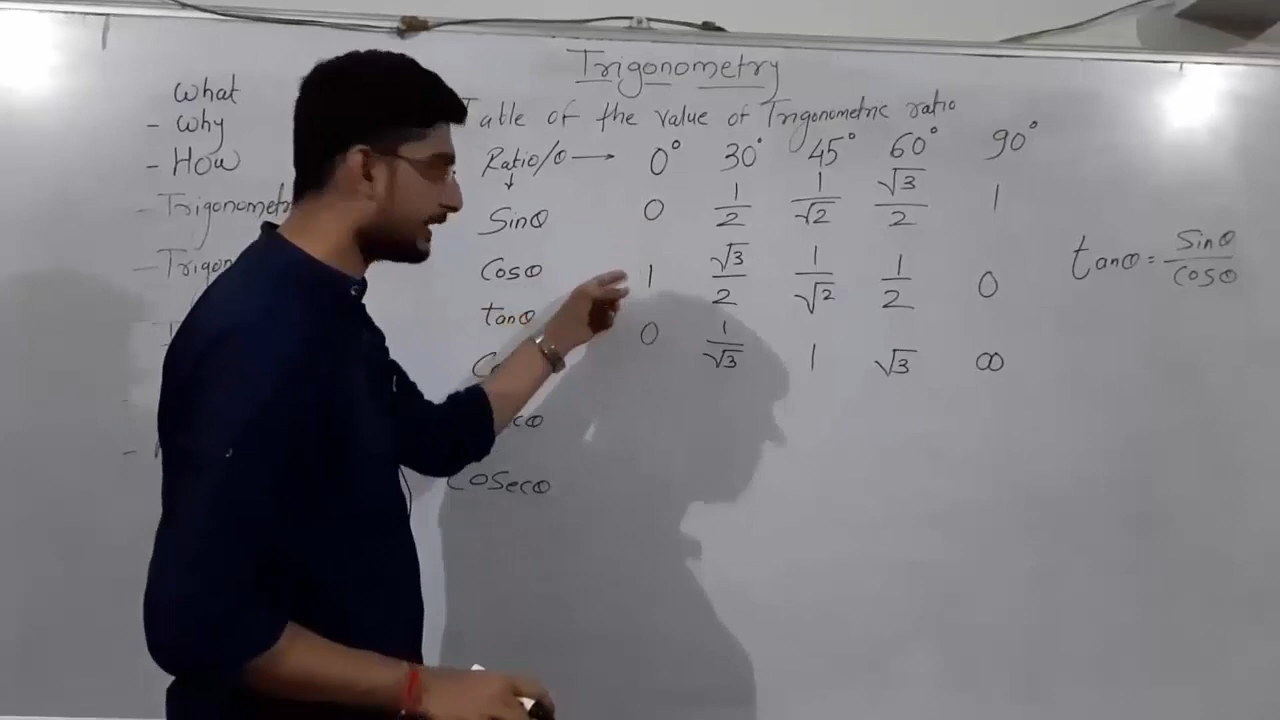 Trigonometry
What
- Why
- How
- Trigonometr
- Trigon
Table of the value of Trigonometric ratio
Ratio/θ → 0° 30° 45° 60° 90°
↓
Sinθ 0 1/2 1/√2 √3/2 1
Cosθ 1 √3/2 1/√2 1/2 0
tanθ 0 1/√3 1 √3 ∞
Cosecθ
tanθ = Sinθ/Cosθ